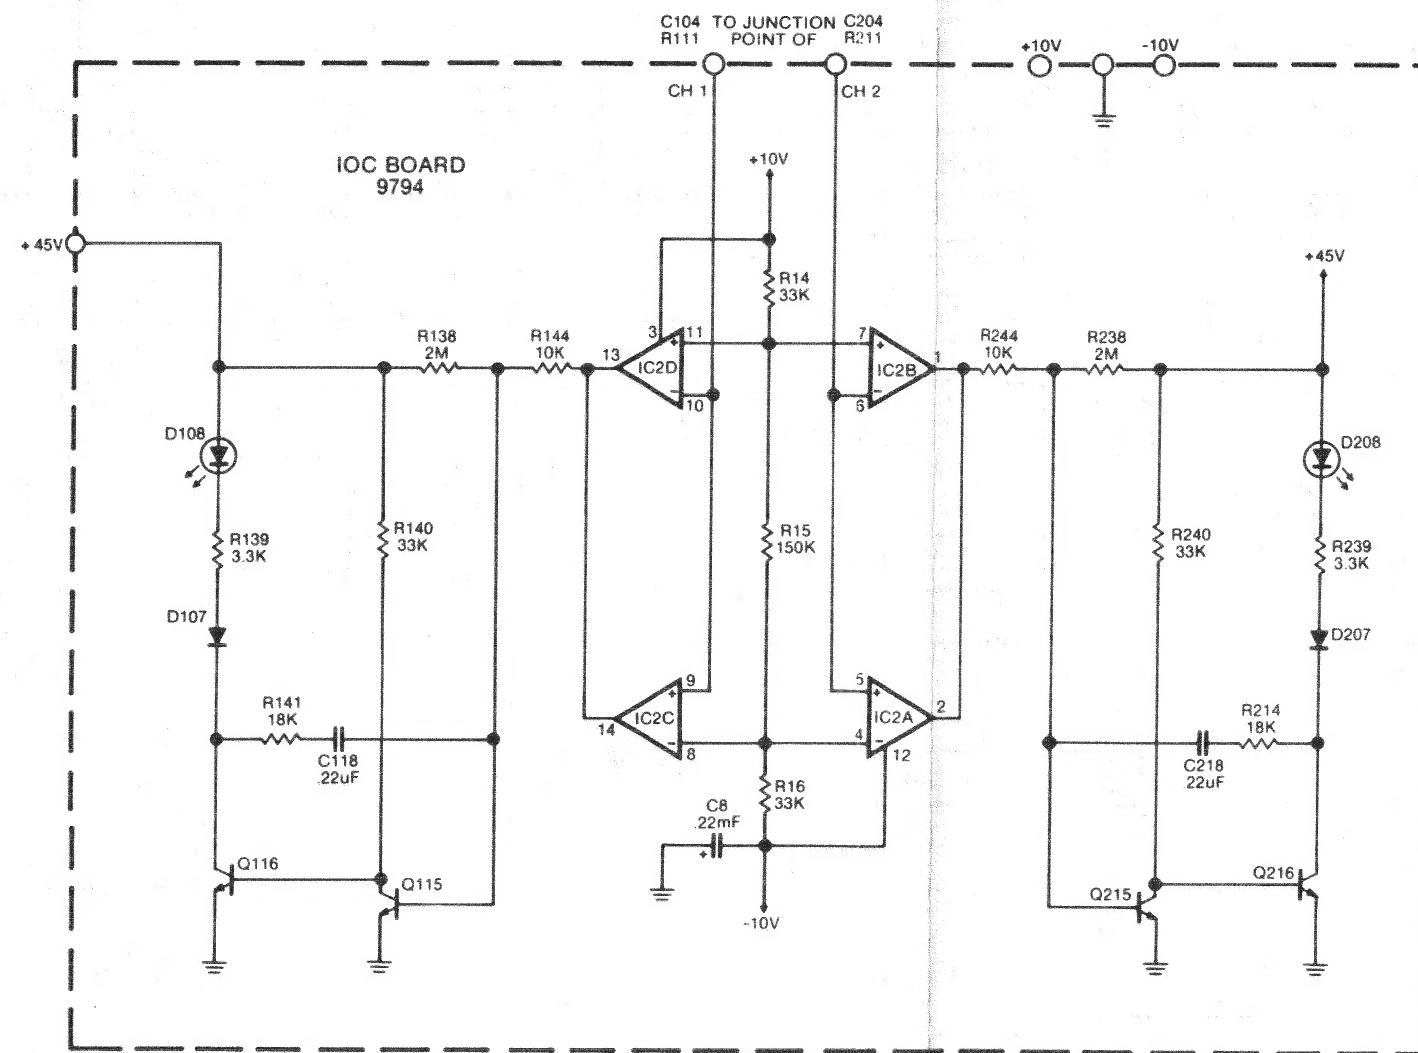 C104 TO JUNCTION C204
R111 POINT OF R211
CH 1
CH 2
+10V
-10V
IOC BOARD
9794
+10V
+ 45V
+45V
R14
33K
R138
2M
R144
10K
13
3
11
+
IC2D
-
10
7
+
IC2B
-
6
1
R244
10K
R238
2M
D108
D208
R139
3.3K
R140
33K
R15
150K
R240
33K
R239
3.3K
D107
D207
R141
18K
C118
.22uF
14
9
+
IC2C
-
8
5
+
IC2A
-
4
2
12
R214
18K
C218
.22uF
R16
33K
C8
.22mF
+
Q116
Q115
-10V
Q215
Q216